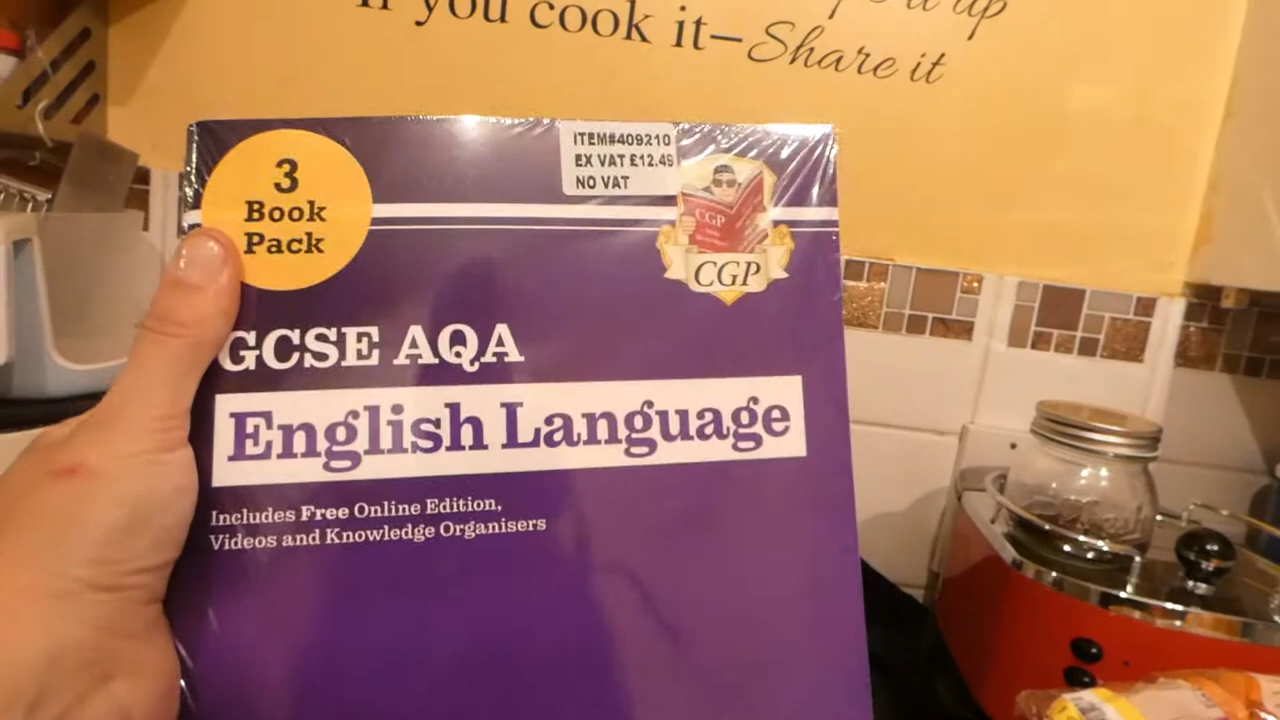 you cook it—Share it
3
Book
Pack
ITEM#409210
EX VAT £12.49
NO VAT
CGP
CGP
GCSE AQA
English Language
Includes Free Online Edition,
Videos and Knowledge Organisers